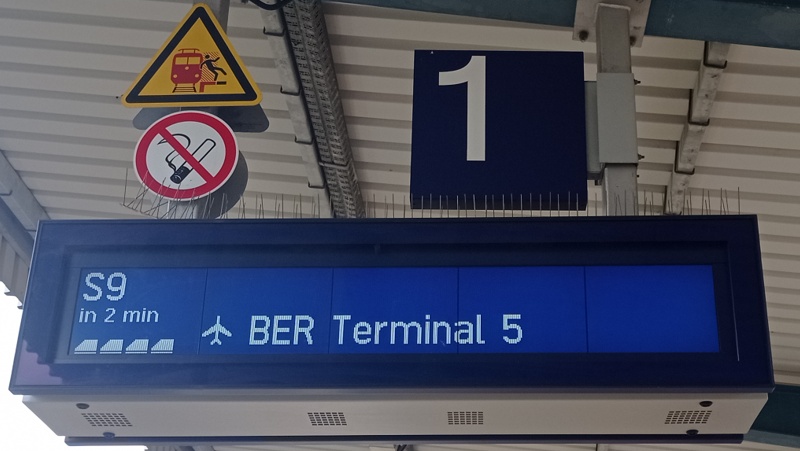 1
S9
in 2 min
BER Terminal 5